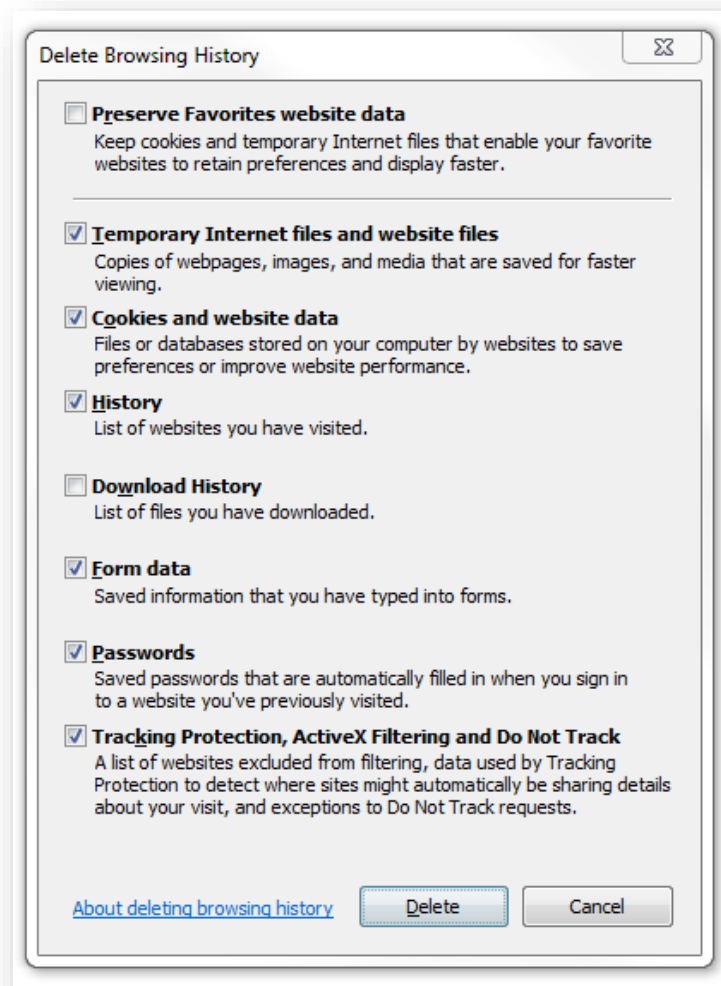 Delete Browsing History
Preserve Favorites website data
Keep cookies and temporary Internet files that enable your favorite
websites to retain preferences and display faster.
Temporary Internet files and website files
Copies of webpages, images, and media that are saved for faster
viewing.
Cookies and website data
Files or databases stored on your computer by websites to save
preferences or improve website performance.
History
List of websites you have visited.
Download History
List of files you have downloaded.
Form data
Saved information that you have typed into forms.
Passwords
Saved passwords that are automatically filled in when you sign in
to a website you've previously visited.
Tracking Protection, ActiveX Filtering and Do Not Track
A list of websites excluded from filtering, data used by Tracking
Protection to detect where sites might automatically be sharing details
about your visit, and exceptions to Do Not Track requests.
About deleting browsing history
Delete
Cancel